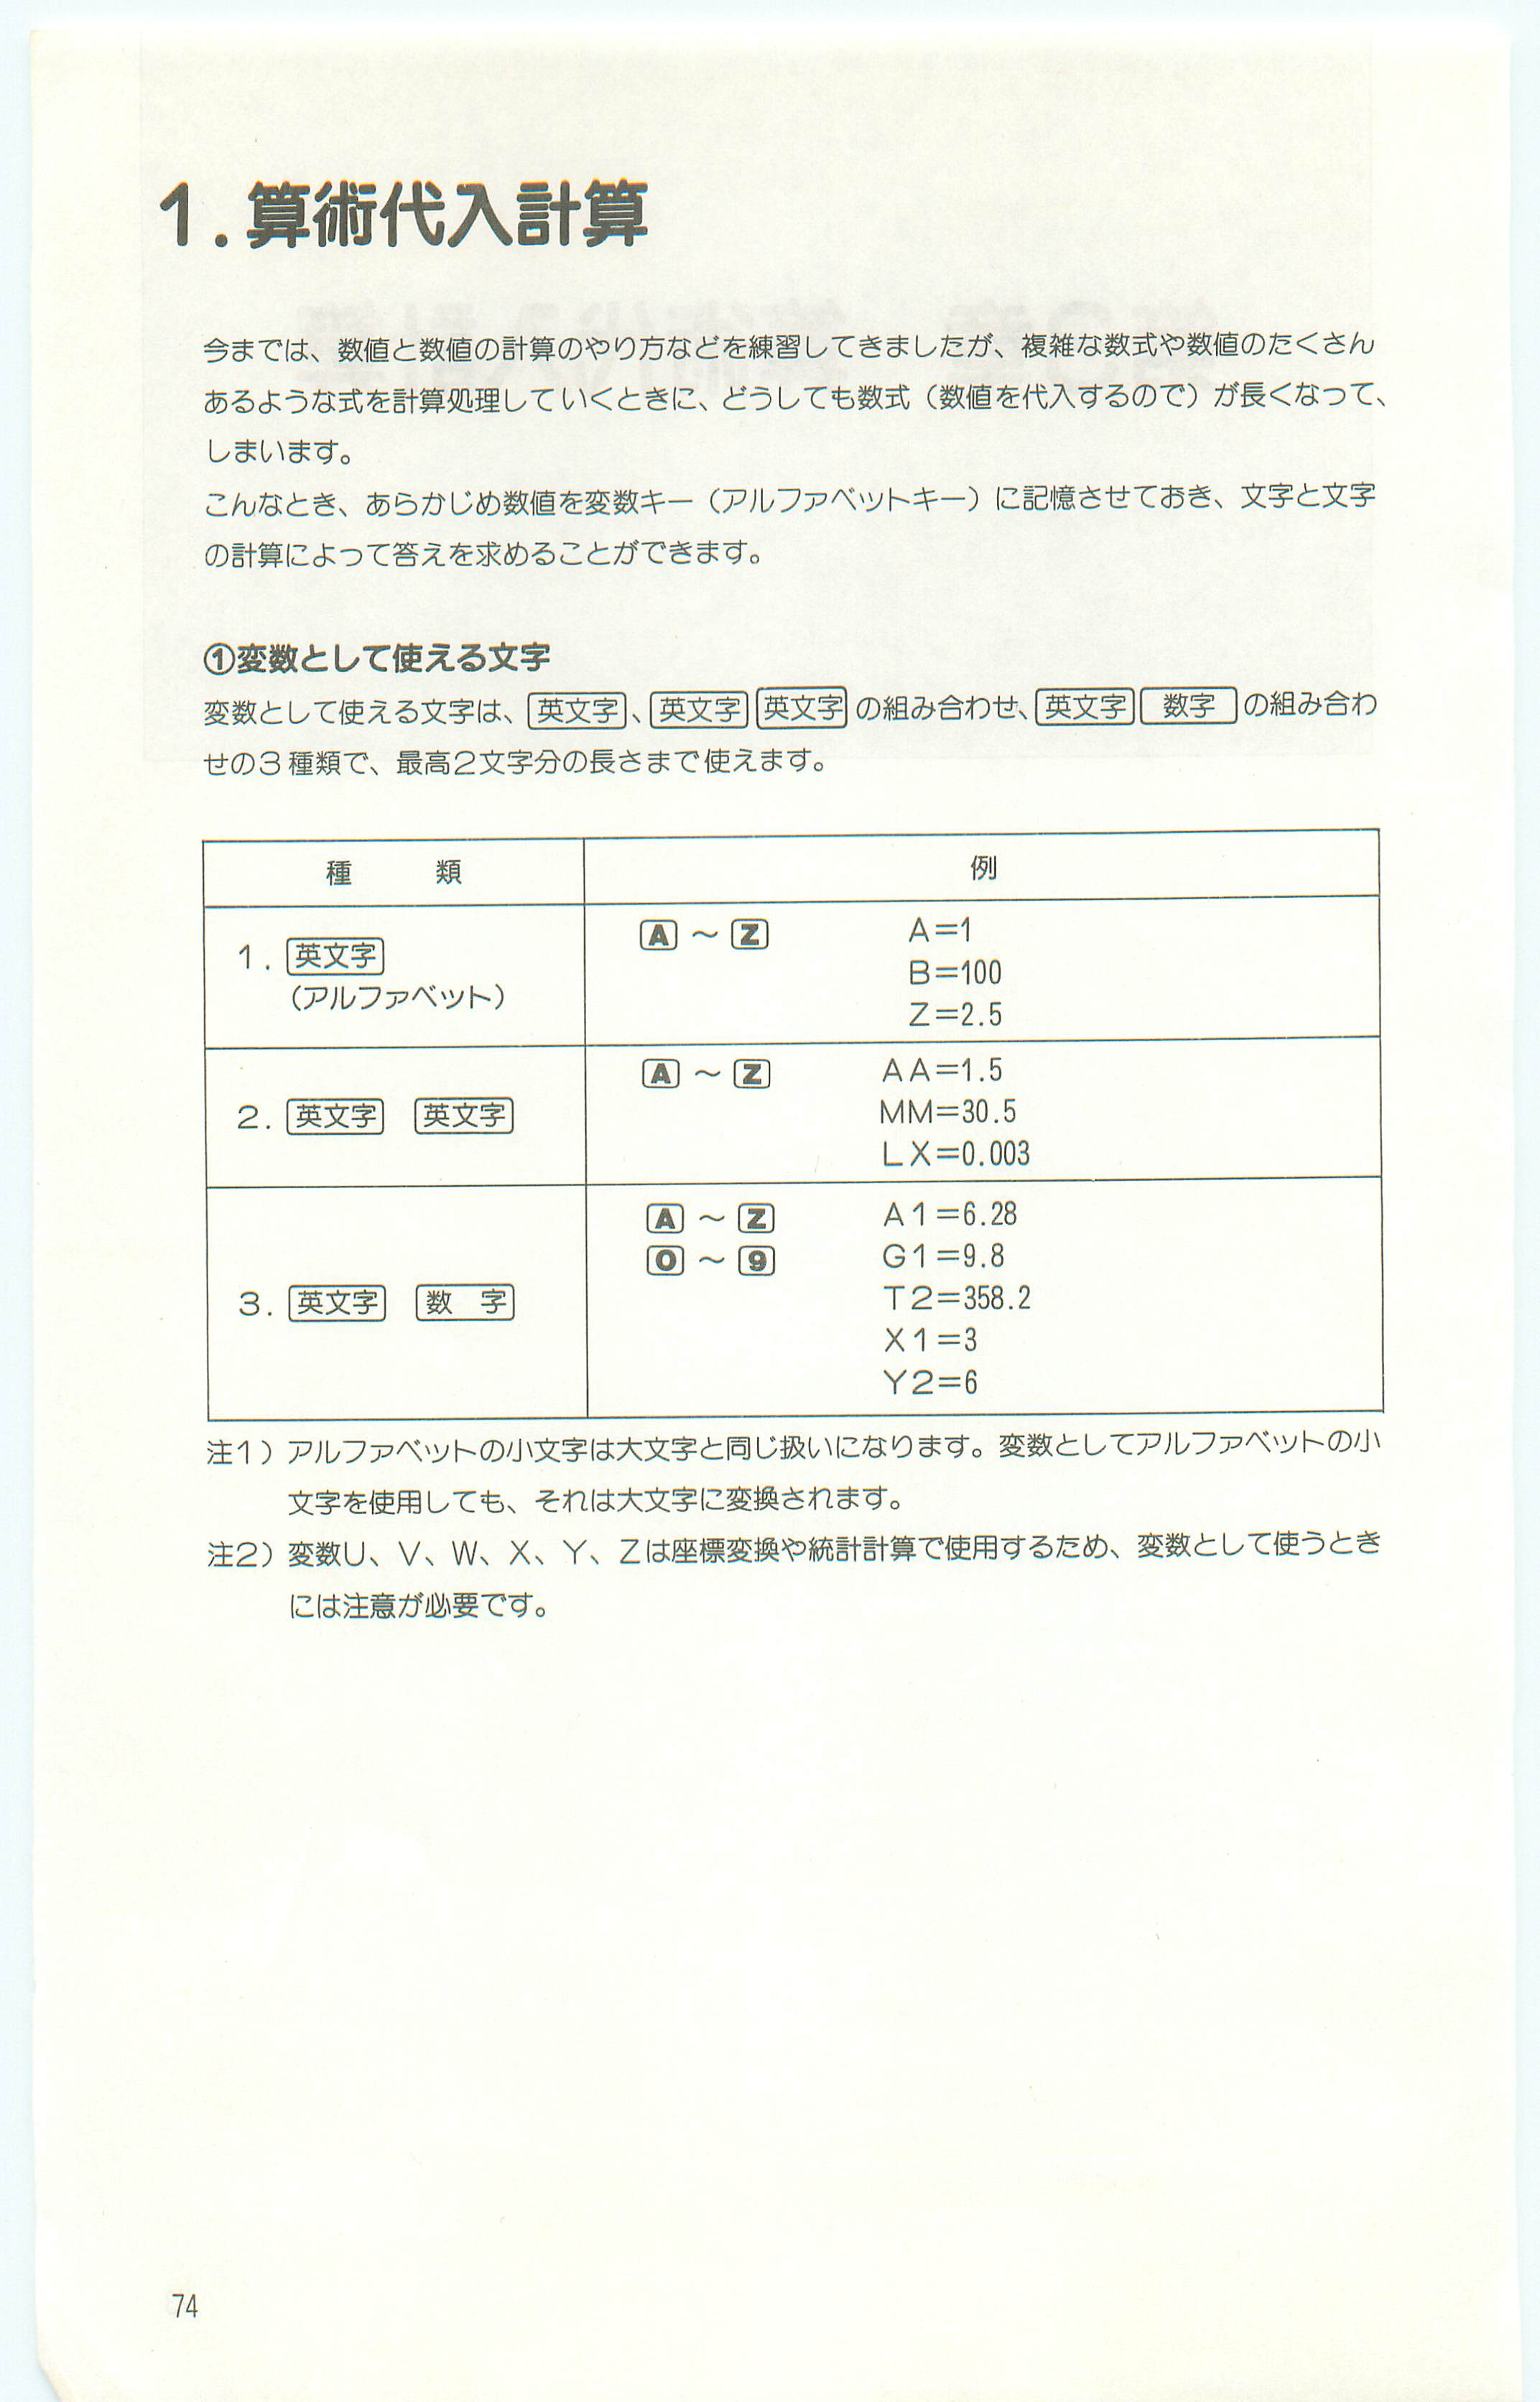 1．算術代入計算
今までは、数値と数値の計算のやり方などを練習してきましたが、複雑な数式や数値のたくさん
あるような式を計算処理していくときに、どうしても数式（数値を代入するので）が長くなって、
しまいます。
こんなとき、あらかじめ数値を変数キー（アルファベットキー）に記憶させておき、文字と文字
の計算によって答えを求めることができます。
①変数として使える文字
変数として使える文字は、英文字、英文字 英文字 の組み合わせ、英文字 数字 の組み合わ
せの3種類で、最高2文字分の長さまで使えます。
種　類　例
1．英文字
（アルファベット）
A ～ Z　A=1
B=100
Z=2.5
2．英文字　英文字
A ～ Z　AA=1.5
MM=30.5
LX=0.003
3．英文字　数　字
A ～ Z　A1=6.28
0 ～ 9　G1=9.8
T2=358.2
X1=3
Y2=6
注1）アルファベットの小文字は大文字と同じ扱いになります。変数としてアルファベットの小
文字を使用しても、それは大文字に変換されます。
注2）変数U、V、W、X、Y、Zは座標変換や統計計算で使用するため、変数として使うとき
には注意が必要です。
74